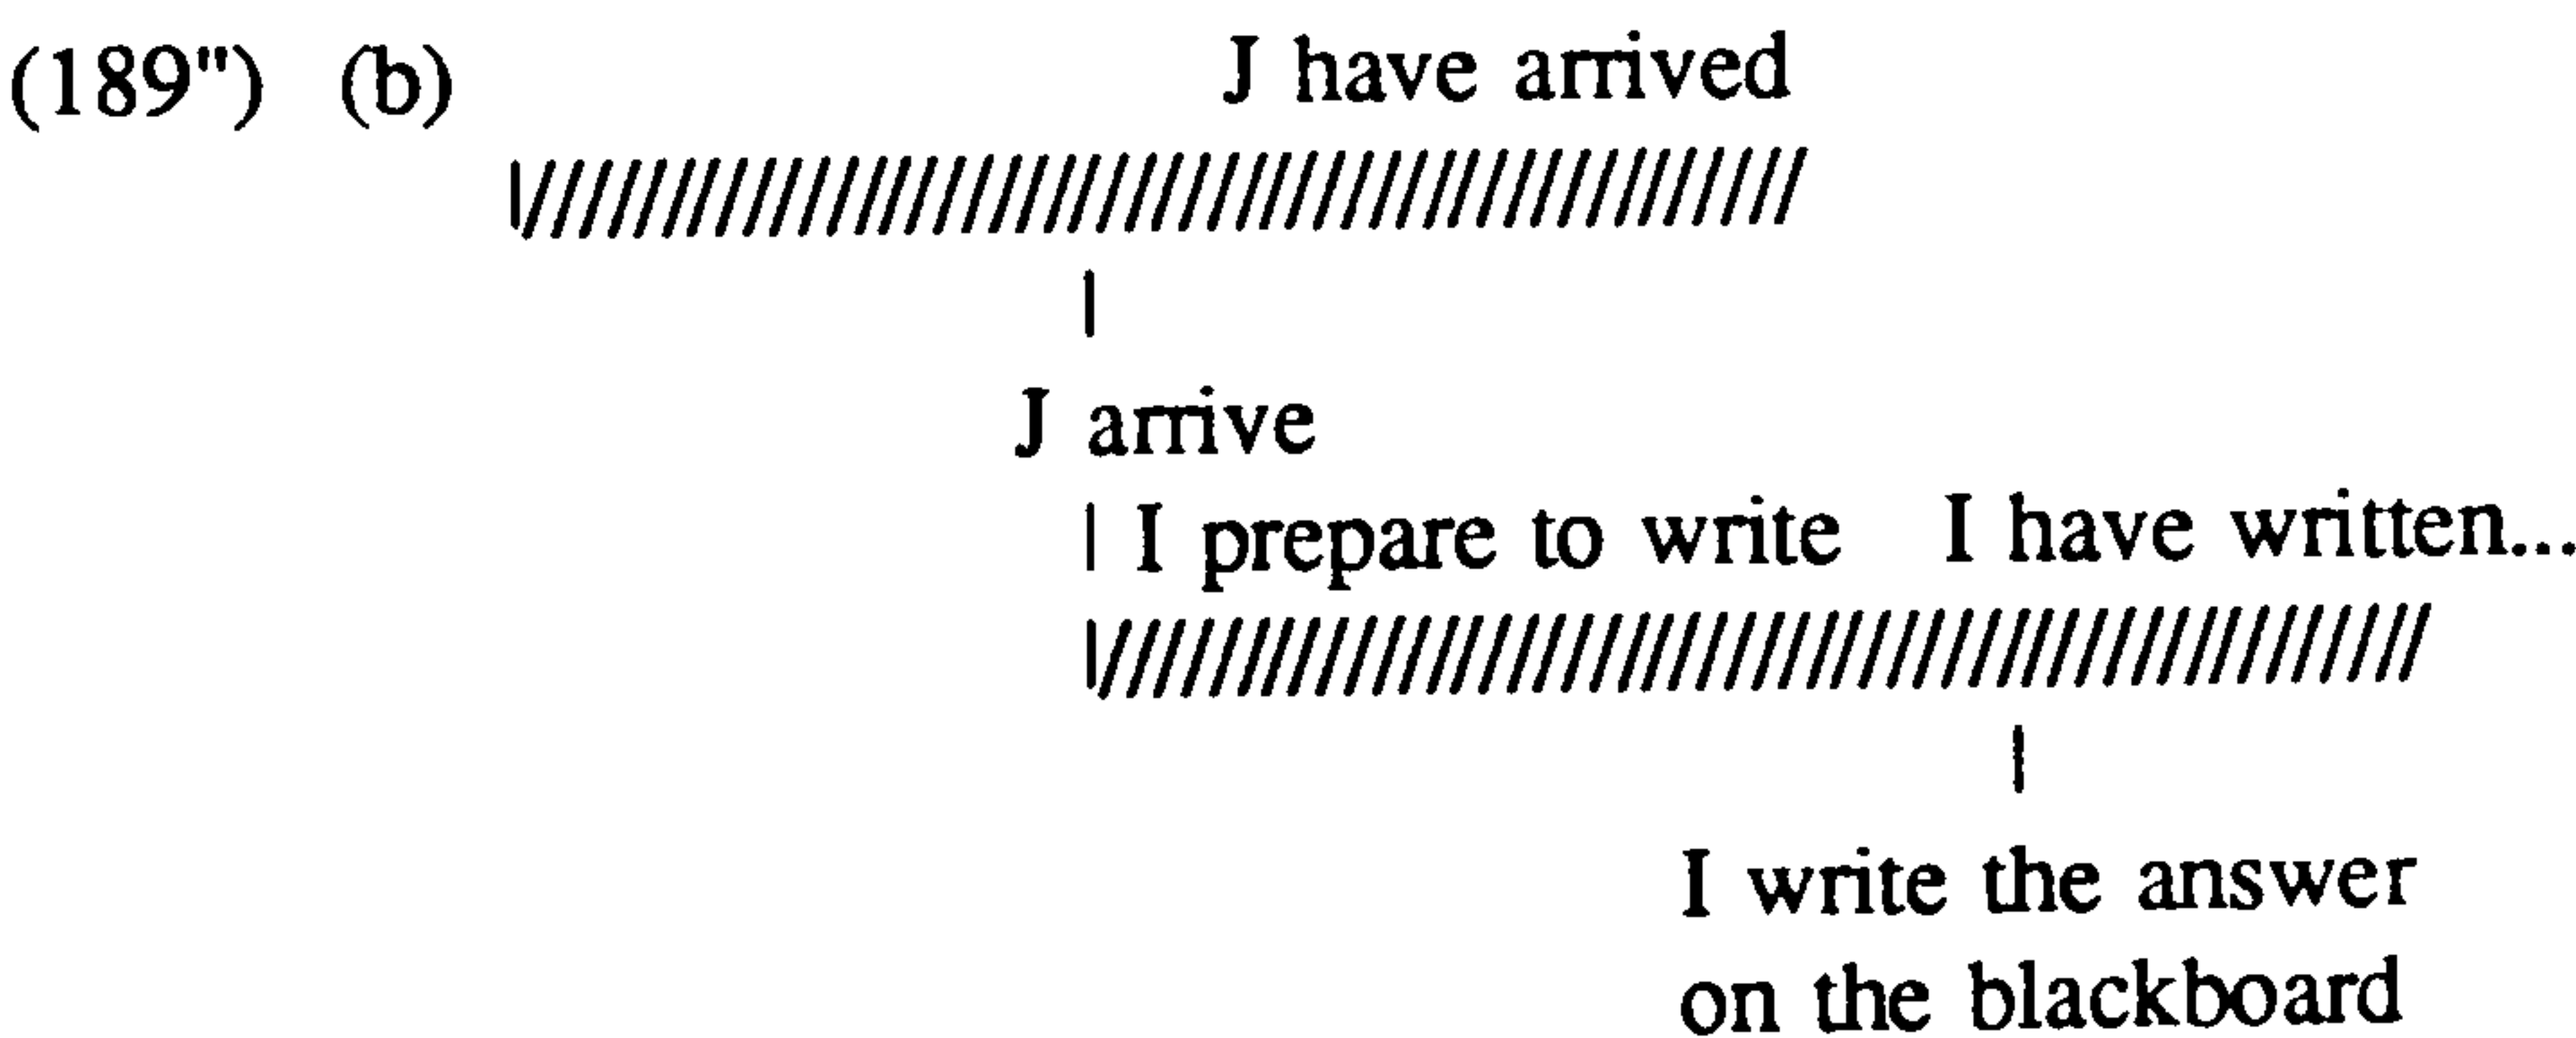 (189") (b) J have arrived
|///////////////////////////////////////////////
|
J arrive
| I prepare to write I have written...
|/////////////////////////////////////////////////
|
I write the answer
on the blackboard